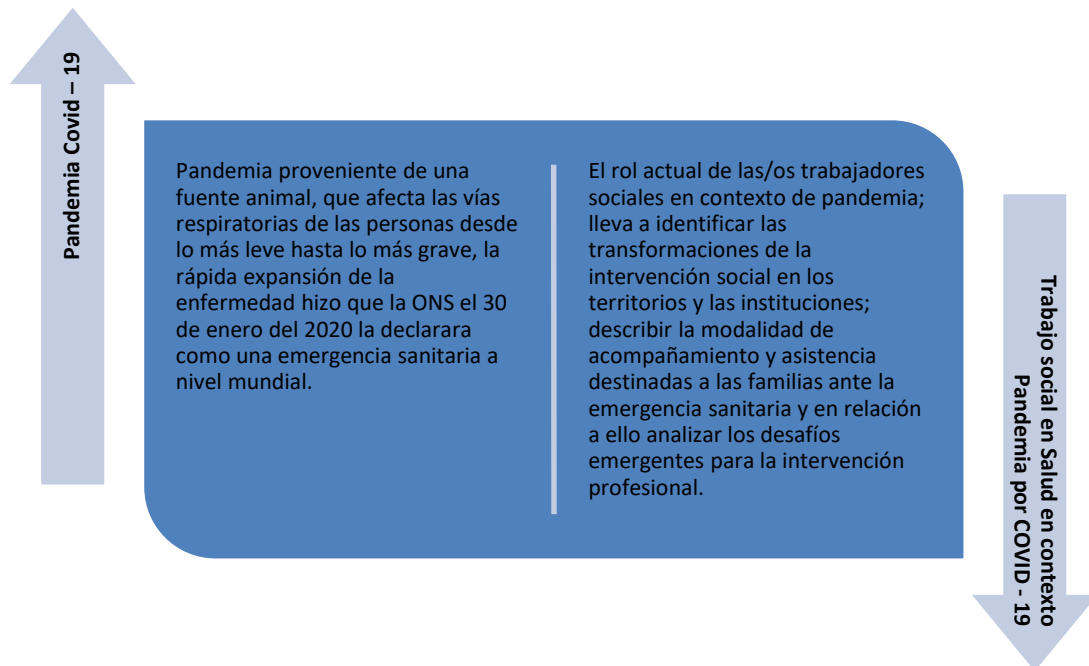 Pandemia Covid – 19
Pandemia proveniente de una
fuente animal, que afecta las vías
respiratorias de las personas desde
lo más leve hasta lo más grave, la
rápida expansión de la
enfermedad hizo que la ONS el 30
de enero del 2020 la declarara
como una emergencia sanitaria a
nivel mundial.
El rol actual de las/os trabajadores
sociales en contexto de pandemia;
lleva a identificar las
transformaciones de la
intervención social en los
territorios y las instituciones;
describir la modalidad de
acompañamiento y asistencia
destinadas a las familias ante la
emergencia sanitaria y en relación
a ello analizar los desafíos
emergentes para la intervención
profesional.
Trabajo social en Salud en contexto
Pandemia por COVID - 19